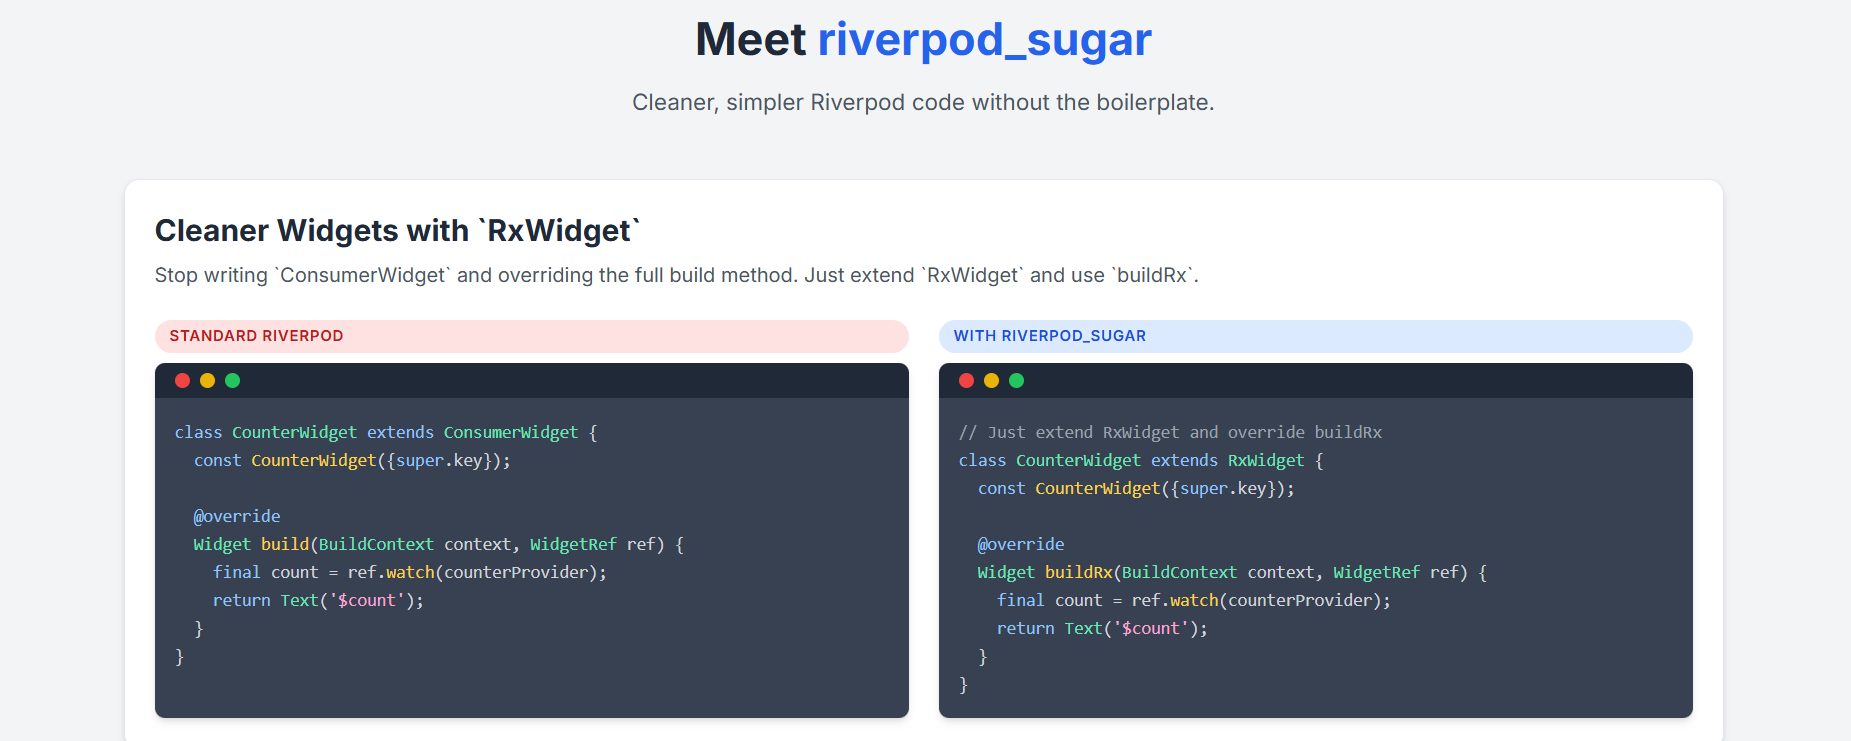 Meet riverpod_sugar
Cleaner, simpler Riverpod code without the boilerplate.
Cleaner Widgets with `RxWidget`
Stop writing `ConsumerWidget` and overriding the full build method. Just extend `RxWidget` and use `buildRx`.
STANDARD RIVERPOD
class CounterWidget extends ConsumerWidget {
  const CounterWidget({super.key});

  @override
  Widget build(BuildContext context, WidgetRef ref) {
    final count = ref.watch(counterProvider);
    return Text('$count');
  }
}
WITH RIVERPOD_SUGAR
// Just extend RxWidget and override buildRx
class CounterWidget extends RxWidget {
  const CounterWidget({super.key});

  @override
  Widget buildRx(BuildContext context, WidgetRef ref) {
    final count = ref.watch(counterProvider);
    return Text('$count');
  }
}